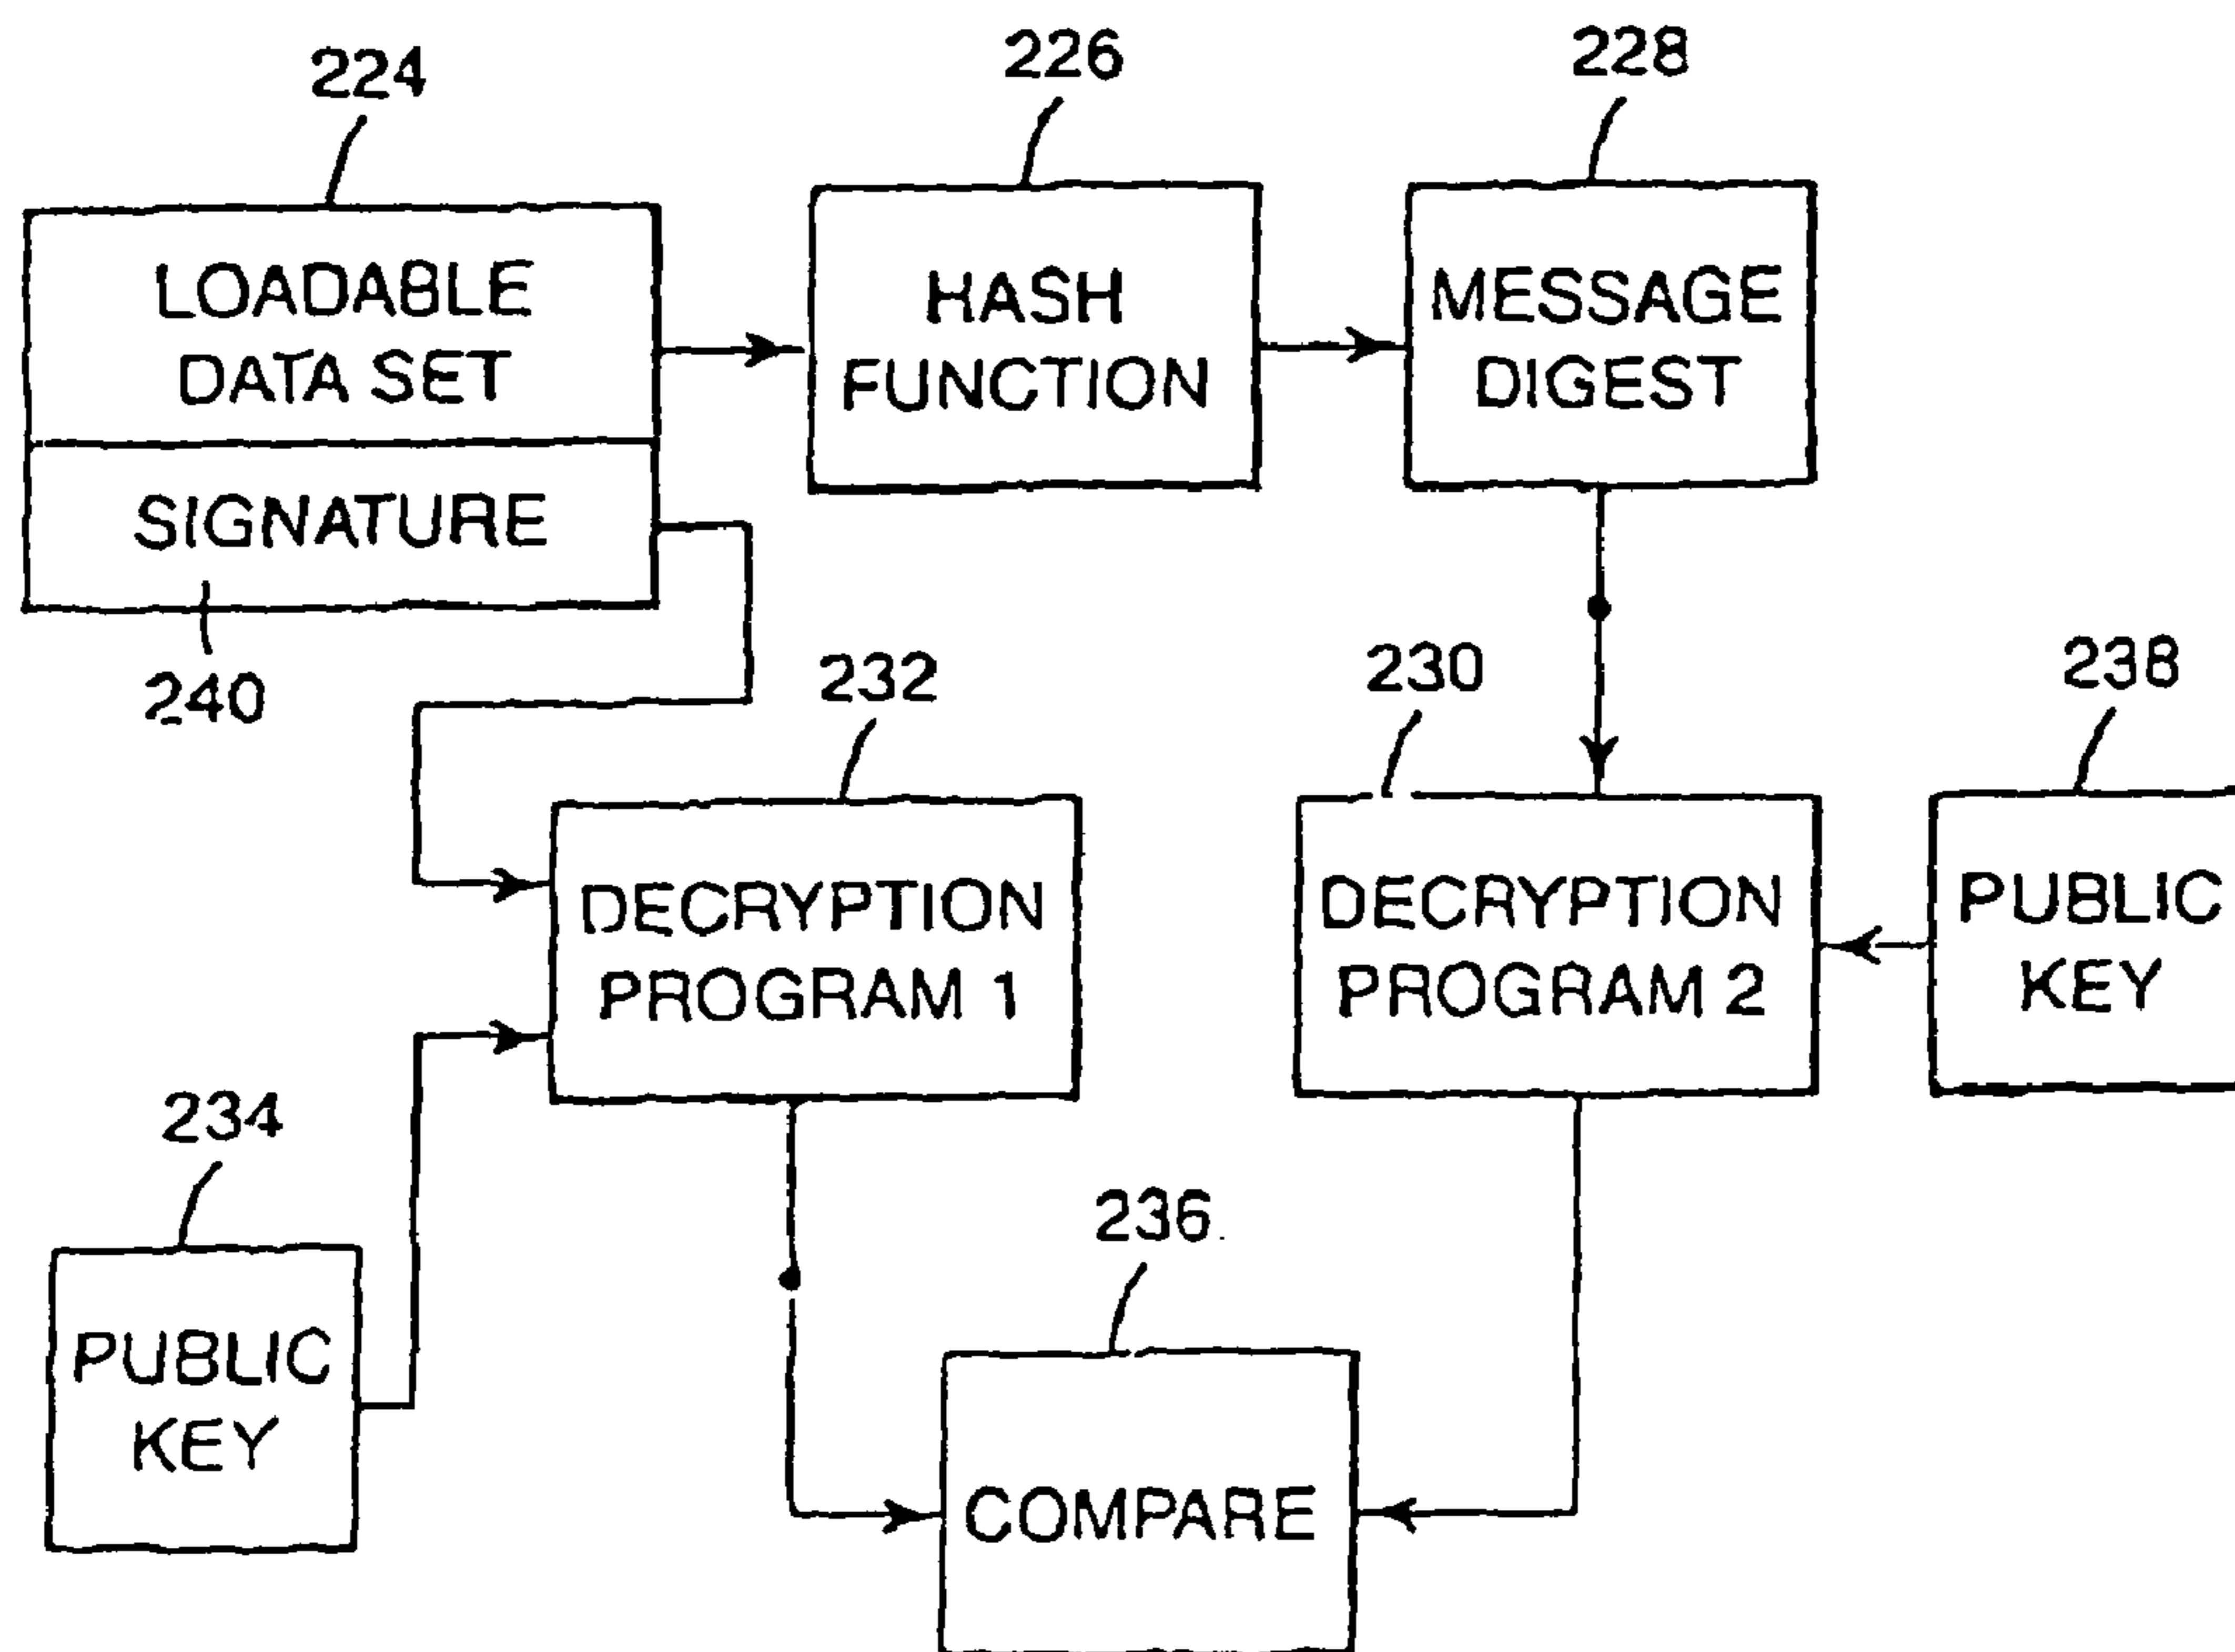 224
226
228
LOADABLE
DATA SET
HASH
FUNCTION
MESSAGE
DIGEST
SIGNATURE
240
232
230
238
DECRYPTION
PROGRAM 1
DECRYPTION
PROGRAM 2
PUBLIC
KEY
234
236
PUBLIC
KEY
COMPARE